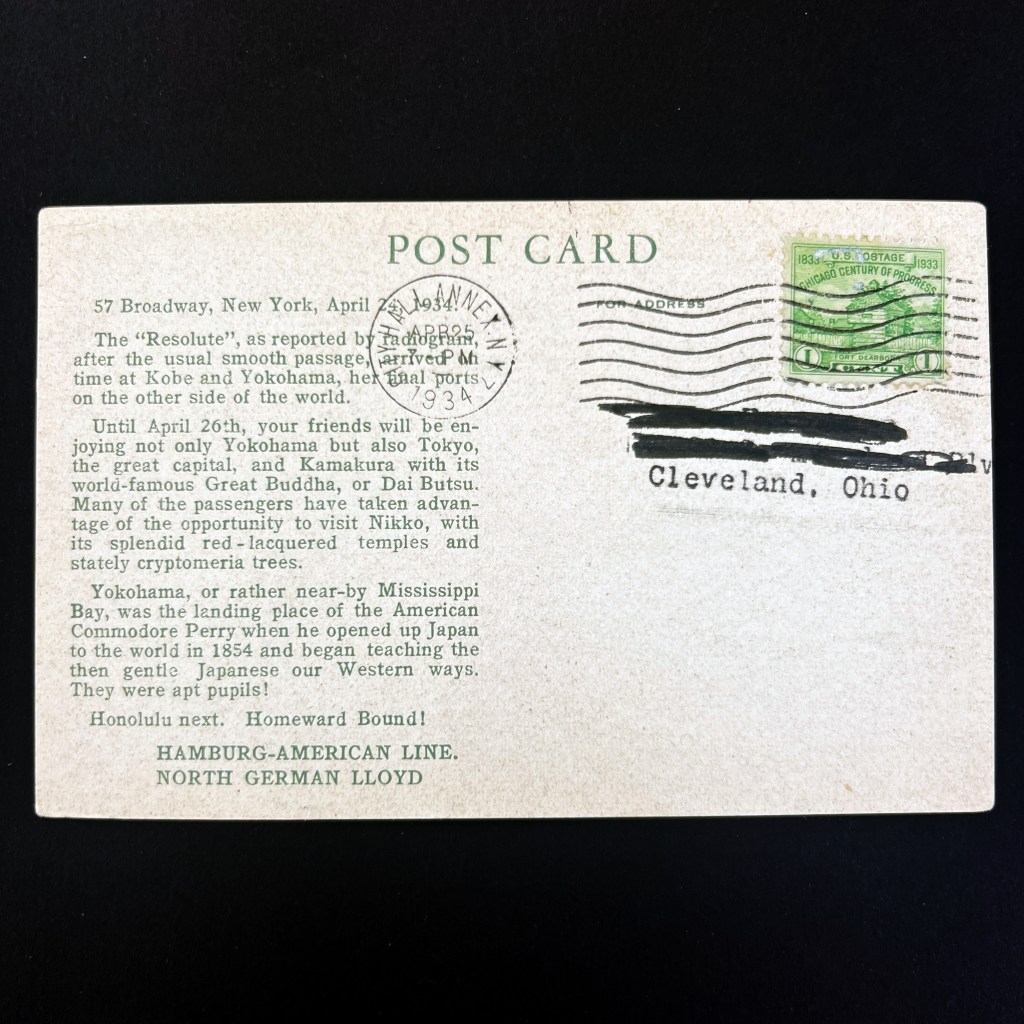 POST CARD
57 Broadway, New York, April 1934.
The "Resolute", as reported by radiogram,
after the usual smooth passage, arrived on
time at Kobe and Yokohama, her final ports
on the other side of the world.
Until April 26th, your friends will be en-
joying not only Yokohama but also Tokyo,
the great capital, and Kamakura with its
world-famous Great Buddha, or Dai Butsu.
Many of the passengers have taken advan-
tage of the opportunity to visit Nikko, with
its splendid red-lacquered temples and
stately cryptomeria trees.
Yokohama, or rather near-by Mississippi
Bay, was the landing place of the American
Commodore Perry when he opened up Japan
to the world in 1854 and began teaching the
then gentle Japanese our Western ways.
They were apt pupils!
Honolulu next. Homeward Bound!
HAMBURG-AMERICAN LINE.
NORTH GERMAN LLOYD
CITY HALL ANNEX, N.Y.
APR 25
7 PM
1934
FOR ADDRESS
U.S. POSTAGE
1833 1933
CHICAGO CENTURY OF PROGRESS
FORT DEARBORN
1 1
Cleveland, Ohio